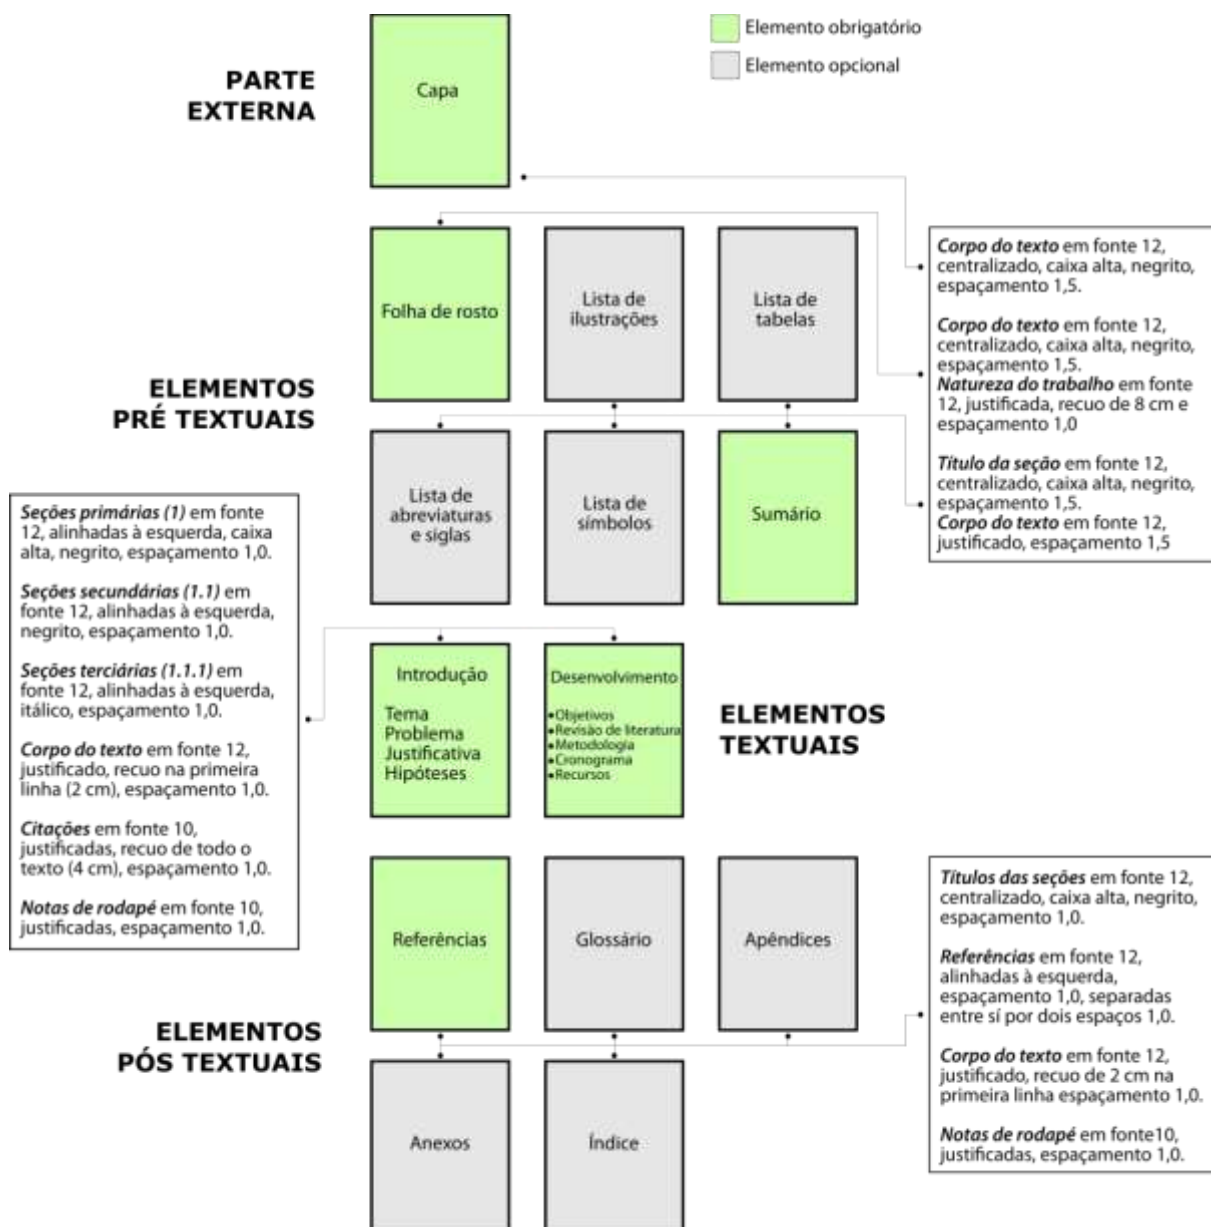 Elemento obrigatório
Elemento opcional
PARTE
EXTERNA
Capa
Folha de rosto
Lista de
ilustrações
Lista de
tabelas
Corpo do texto em fonte 12,
centralizado, caixa alta, negrito,
espaçamento 1,5.
Corpo do texto em fonte 12,
centralizado, caixa alta, negrito,
espaçamento 1,5.
Natureza do trabalho em fonte
12, justificada, recuo de 8 cm e
espaçamento 1,0
Título da seção em fonte 12,
centralizado, caixa alta, negrito,
espaçamento 1,5.
Corpo do texto em fonte 12,
justificado, espaçamento 1,5
ELEMENTOS
PRÉ TEXTUAIS
Lista de
abreviaturas
e siglas
Lista de
símbolos
Sumário
Seções primárias (1) em fonte
12, alinhadas à esquerda, caixa
alta, negrito, espaçamento 1,0.
Seções secundárias (1.1) em
fonte 12, alinhadas à esquerda,
negrito, espaçamento 1,0.
Seções terciárias (1.1.1) em
fonte 12, alinhadas à esquerda,
itálico, espaçamento 1,0.
Corpo do texto em fonte 12,
justificado, recuo na primeira
linha (2 cm), espaçamento 1,0.
Citações em fonte 10,
justificadas, recuo de todo o
texto (4 cm), espaçamento 1,0.
Notas de rodapé em fonte 10,
justificadas, espaçamento 1,0.
Introdução
Tema
Problema
Justificativa
Hipóteses
Desenvolvimento
•Objetivos
•Revisão de literatura
•Metodologia
•Cronograma
•Recursos
ELEMENTOS
TEXTUAIS
Referências
Glossário
Apêndices
Títulos das seções em fonte 12,
centralizado, caixa alta, negrito,
espaçamento 1,0.
Referências em fonte 12,
alinhadas à esquerda,
espaçamento 1,0, separadas
entre sí por dois espaços 1,0.
Corpo do texto em fonte 12,
justificado, recuo de 2 cm na
primeira linha espaçamento 1,0.
Notas de rodapé em fonte10,
justificadas, espaçamento 1,0.
ELEMENTOS
PÓS TEXTUAIS
Anexos
Índice